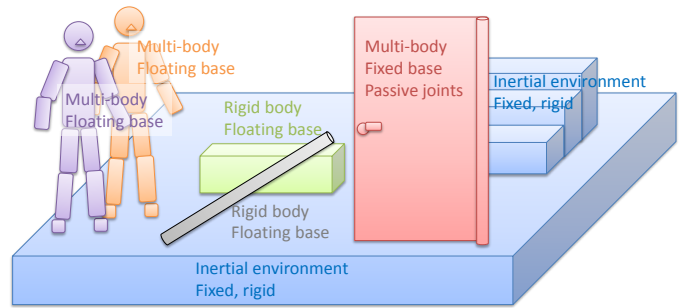 Multi-body
Floating base
Multi-body
Floating base
Rigid body
Floating base
Multi-body
Fixed base
Passive joints
Inertial environment
Fixed, rigid
Rigid body
Floating base
Inertial environment
Fixed, rigid